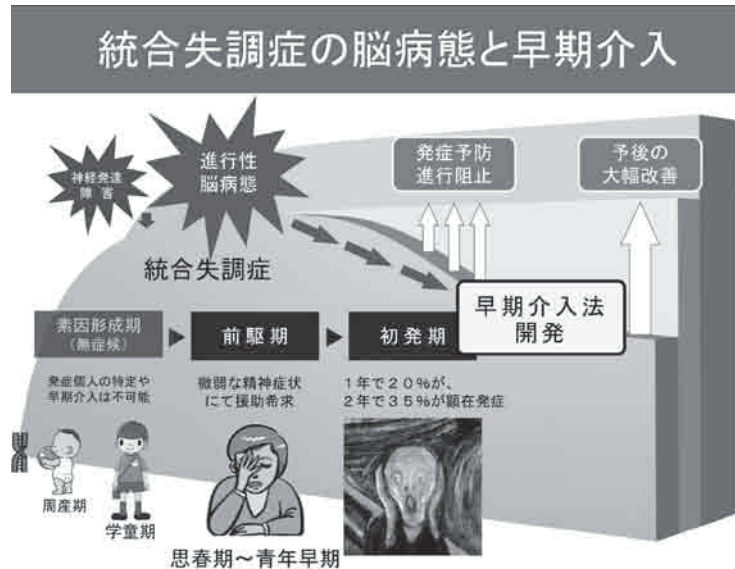 統合失調症の脳病態と早期介入
神経発達
障害
進行性
脳病態
発症予防
進行阻止
予後の
大幅改善
統合失調症
早期介入法
開発
素因形成期
(無症候)
前駆期
初発期
発症個人の特定や
早期介入は不可能
微弱な精神症状
にて援助希求
1年で20%が、
2年で35%が顕在発症
周産期
学童期
思春期～青年早期